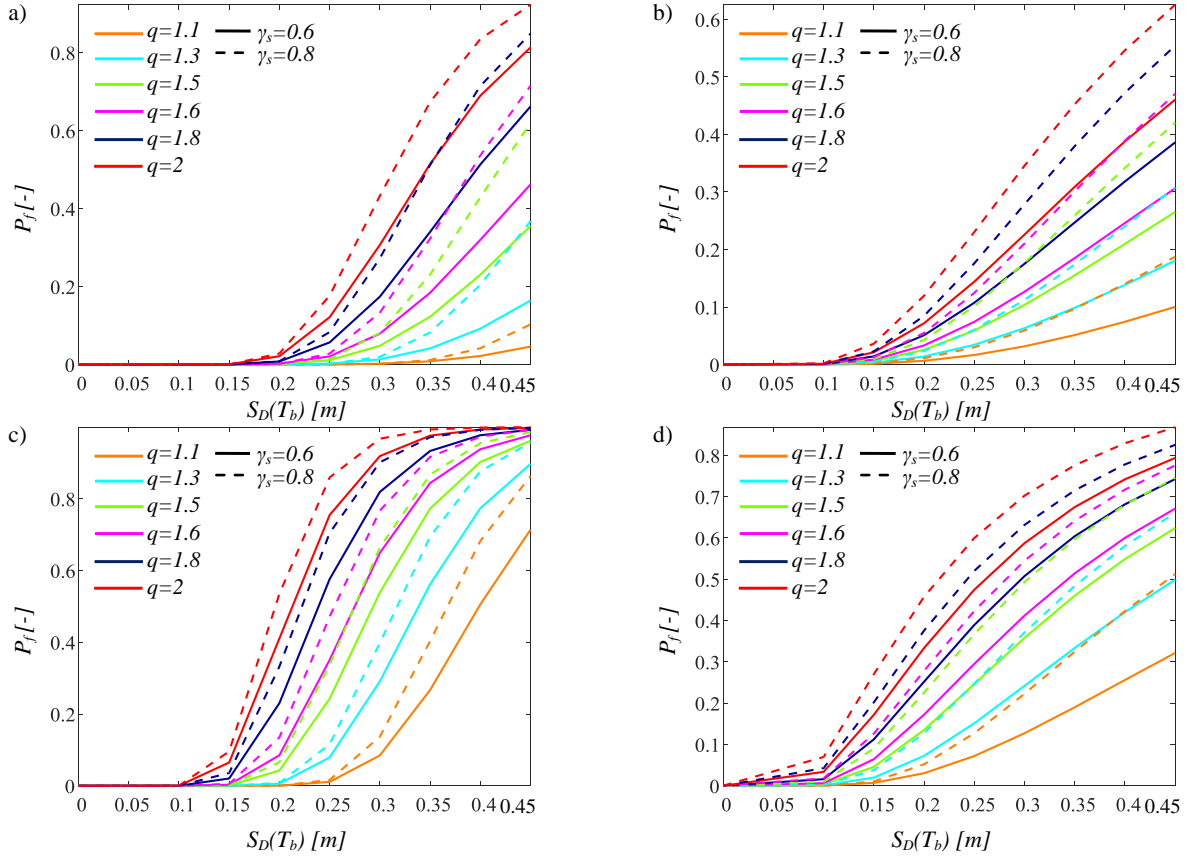 a)
q=1.1
q=1.3
q=1.5
q=1.6
q=1.8
q=2
γs=0.6
γs=0.8
0.8
0.6
0.4
0.2
0
Pf [-]
0 0.05 0.1 0.15 0.2 0.25 0.3 0.35 0.4 0.45
SD(Tb) [m]
b)
q=1.1
q=1.3
q=1.5
q=1.6
q=1.8
q=2
γs=0.6
γs=0.8
0.6
0.5
0.4
0.3
0.2
0.1
0
Pf [-]
0 0.05 0.1 0.15 0.2 0.25 0.3 0.35 0.4 0.45
SD(Tb) [m]
c)
q=1.1
q=1.3
q=1.5
q=1.6
q=1.8
q=2
γs=0.6
γs=0.8
0.8
0.6
0.4
0.2
0
Pf [-]
0 0.05 0.1 0.15 0.2 0.25 0.3 0.35 0.4 0.45
SD(Tb) [m]
d)
q=1.1
q=1.3
q=1.5
q=1.6
q=1.8
q=2
γs=0.6
γs=0.8
0.8
0.7
0.6
0.5
0.4
0.3
0.2
0.1
0
Pf [-]
0 0.05 0.1 0.15 0.2 0.25 0.3 0.35 0.4 0.45
SD(Tb) [m]